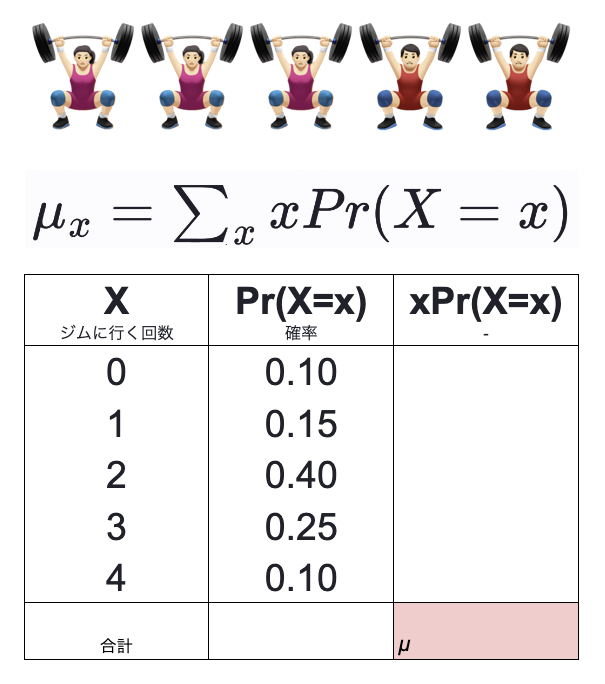 μₓ = ∑ₓ xPr(X = x)
X Pr(X=x) xPr(X=x)
ジムに行く回数 確率 -
0 0.10
1 0.15
2 0.40
3 0.25
4 0.10
合計 μ